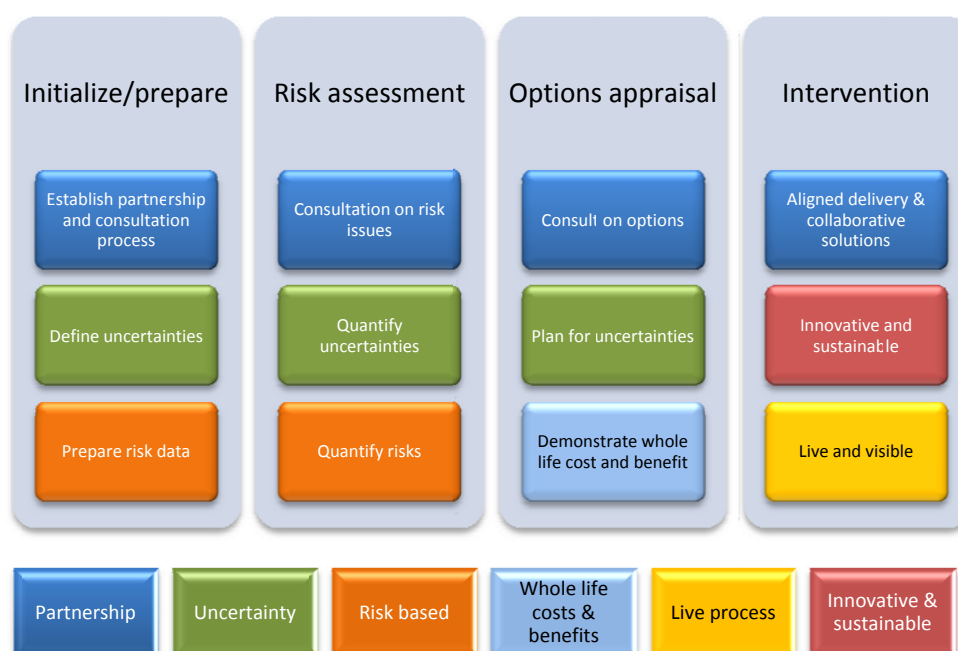 Initialize/prepare
Establish partnership
and consultation
process
Define uncertainties
Prepare risk data
Risk assessment
Consultation on risk
issues
Quantify
uncertainties
Quantify risks
Options appraisal
Consult on options
Plan for uncertainties
Demonstrate whole
life cost and benefit
Intervention
Aligned delivery &
collaborative
solutions
Innovative and
sustainable
Live and visible
Partnership
Uncertainty
Risk based
Whole life
costs &
benefits
Live process
Innovative &
sustainable